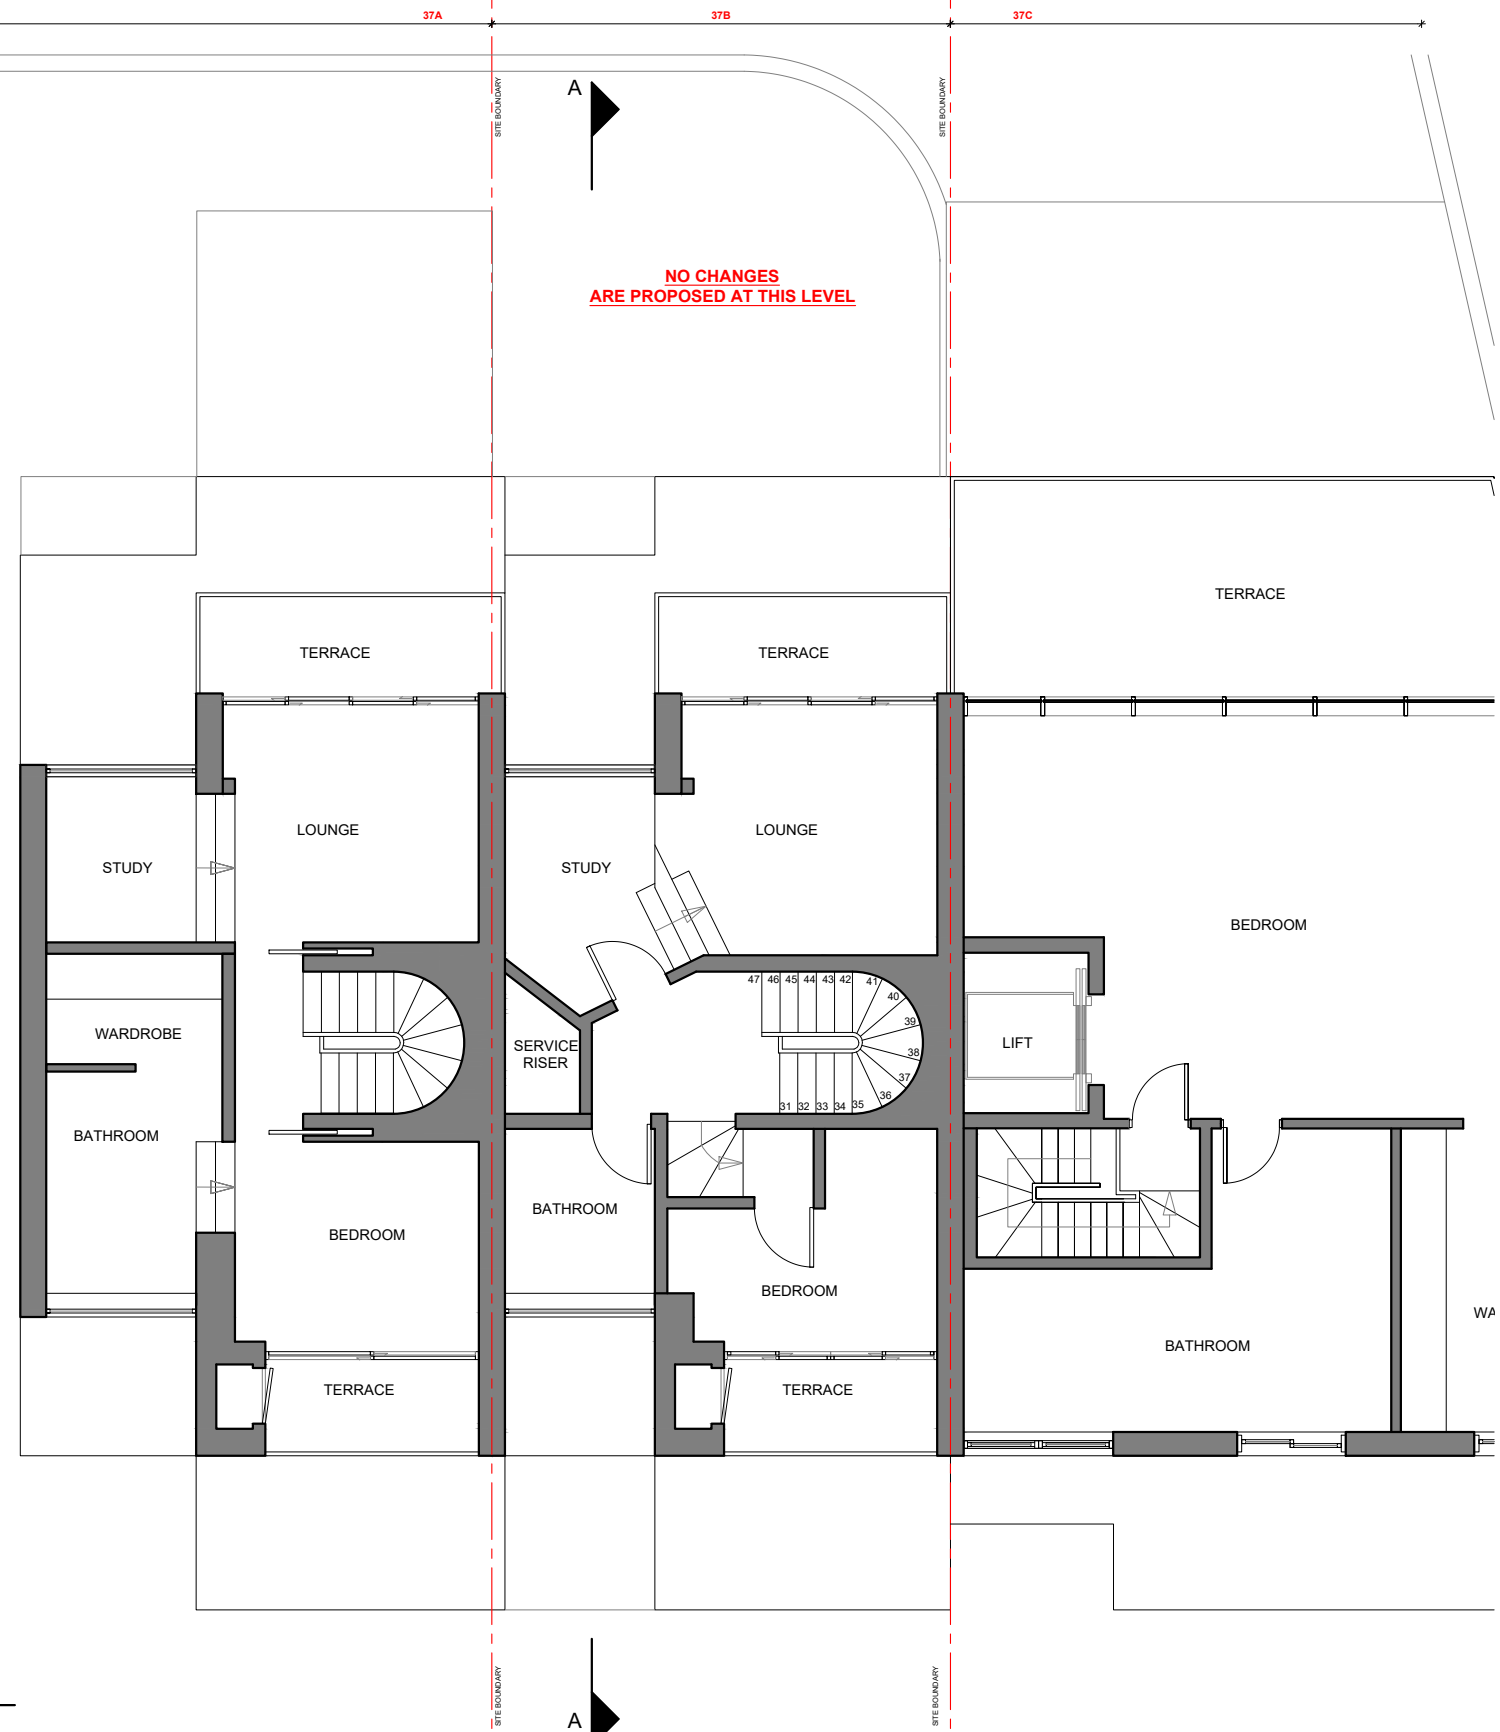 37A
37B
37C
SITE BOUNDARY
SITE BOUNDARY
A
NO CHANGES
ARE PROPOSED AT THIS LEVEL
TERRACE
TERRACE
TERRACE
LOUNGE
LOUNGE
STUDY
STUDY
BEDROOM
47 46 45 44 43 42 41
40
39
38
37
36
31 32 33 34 35
WARDROBE
SERVICE
RISER
LIFT
BATHROOM
BATHROOM
BEDROOM
BEDROOM
WA
BATHROOM
TERRACE
TERRACE
SITE BOUNDARY
SITE BOUNDARY
A